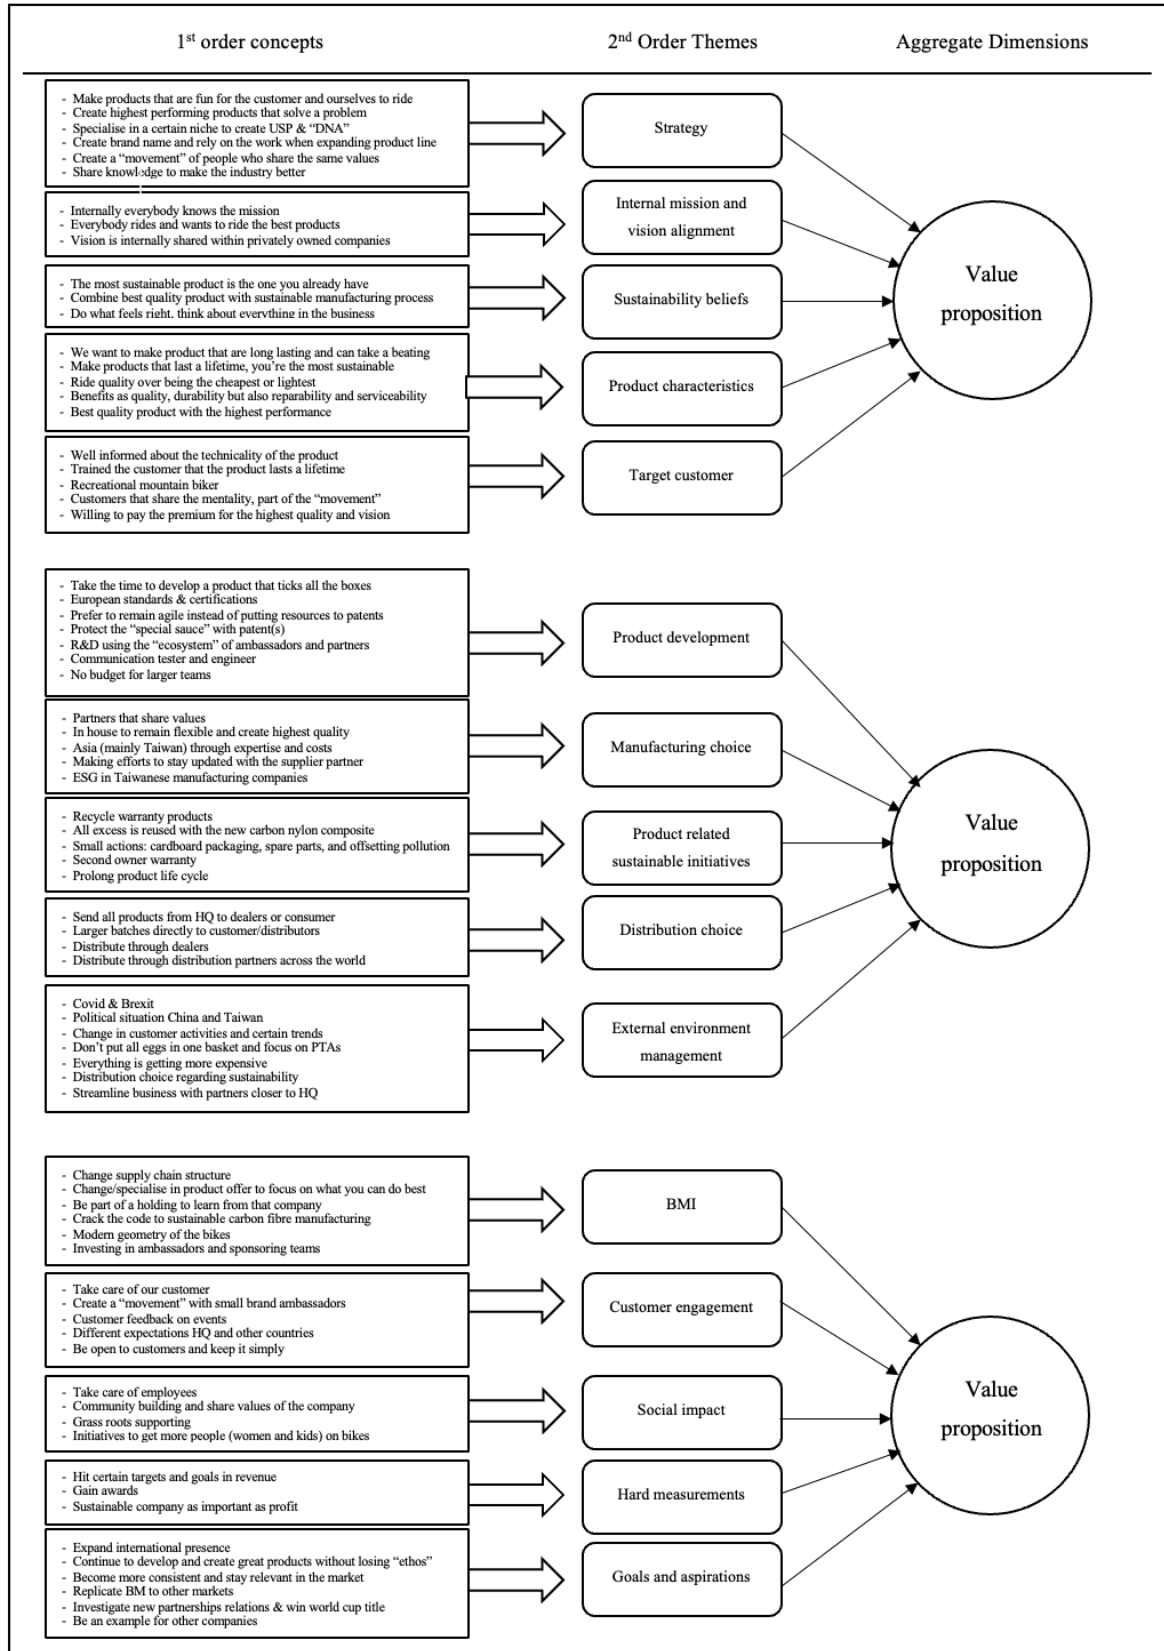 1st order concepts
2nd Order Themes
Aggregate Dimensions
- Make products that are fun for the customer and ourselves to ride
- Create highest performing products that solve a problem
- Specialise in a certain niche to create USP & “DNA”
- Create brand name and rely on the work when expanding product line
- Create a “movement” of people who share the same values
- Share knowledge to make the industry better
Strategy
- Internally everybody knows the mission
- Everybody rides and wants to ride the best products
- Vision is internally shared within privately owned companies
Internal mission and
vision alignment
- The most sustainable product is the one you already have
- Combine best quality product with sustainable manufacturing process
- Do what feels right, think about everything in the business
Sustainability beliefs
Value
proposition
- We want to make product that are long lasting and can take a beating
- Make products that last a lifetime, you’re the most sustainable
- Ride quality over being the cheapest or lightest
- Benefits as quality, durability but also reparability and serviceability
- Best quality product with the highest performance
Product characteristics
- Well informed about the technicality of the product
- Trained the customer that the product lasts a lifetime
- Recreational mountain biker
- Customers that share the mentality, part of the “movement”
- Willing to pay the premium for the highest quality and vision
Target customer
- Take the time to develop a product that ticks all the boxes
- European standards & certifications
- Prefer to remain agile instead of putting resources to patents
- Protect the “special sauce” with patent(s)
- R&D using the “ecosystem” of ambassadors and partners
- Communication tester and engineer
- No budget for larger teams
Product development
- Partners that share values
- In house to remain flexible and create highest quality
- Asia (mainly Taiwan) through expertise and costs
- Making efforts to stay updated with the supplier partner
- ESG in Taiwanese manufacturing companies
Manufacturing choice
- Recycle warranty products
- All excess is reused with the new carbon nylon composite
- Small actions: cardboard packaging, spare parts, and offsetting pollution
- Second owner warranty
- Prolong product life cycle
Product related
sustainable initiatives
Value
proposition
- Send all products from HQ to dealers or consumer
- Larger batches directly to customer/distributors
- Distribute through dealers
- Distribute through distribution partners across the world
Distribution choice
- Covid & Brexit
- Political situation China and Taiwan
- Change in customer activities and certain trends
- Don’t put all eggs in one basket and focus on PTAs
- Everything is getting more expensive
- Distribution choice regarding sustainability
- Streamline business with partners closer to HQ
External environment
management
- Change supply chain structure
- Change/specialise in product offer to focus on what you can do best
- Be part of a holding to learn from that company
- Crack the code to sustainable carbon fibre manufacturing
- Modern geometry of the bikes
- Investing in ambassadors and sponsoring teams
BMI
- Take care of our customer
- Create a “movement” with small brand ambassadors
- Customer feedback on events
- Different expectations HQ and other countries
- Be open to customers and keep it simply
Customer engagement
- Take care of employees
- Community building and share values of the company
- Grass roots supporting
- Initiatives to get more people (women and kids) on bikes
Social impact
Value
proposition
- Hit certain targets and goals in revenue
- Gain awards
- Sustainable company as important as profit
Hard measurements
- Expand international presence
- Continue to develop and create great products without losing “ethos”
- Become more consistent and stay relevant in the market
- Replicate BM to other markets
- Investigate new partnerships relations & win world cup title
- Be an example for other companies
Goals and aspirations